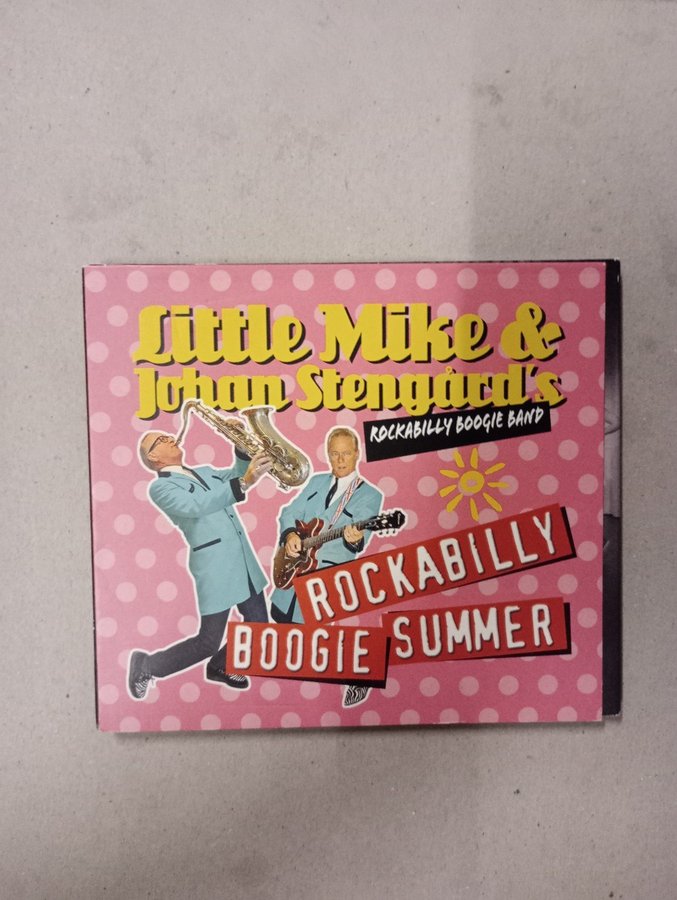 Little Mike &
Johan Stengård's
ROCKABILLY BOOGIE BAND
ROCKABILLY
BOOGIE SUMMER